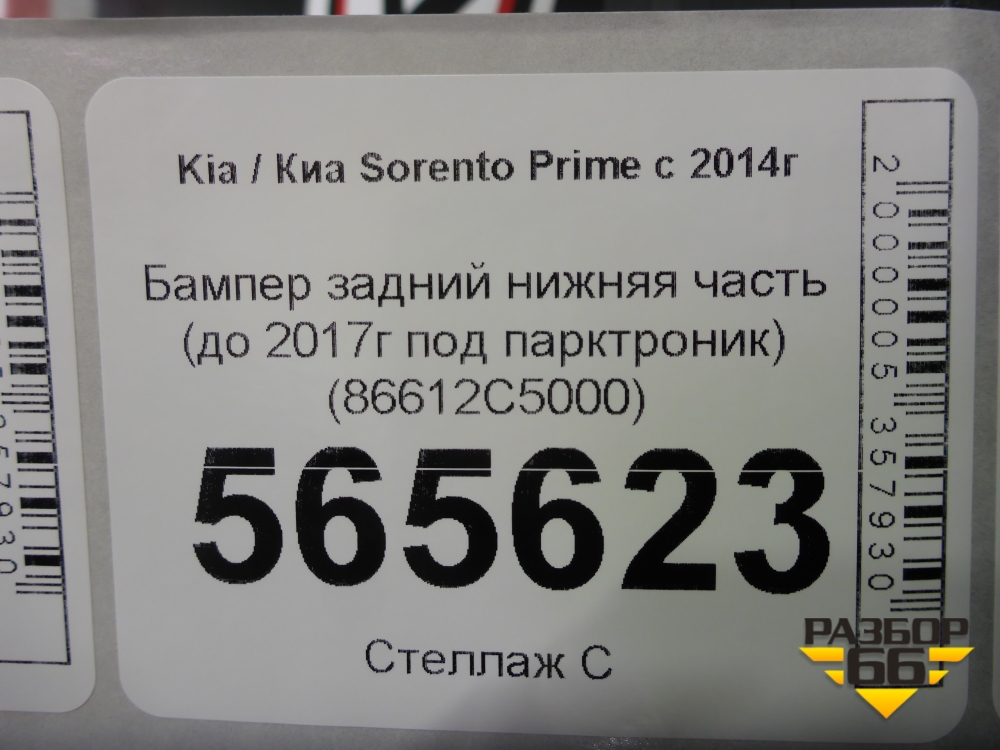 Kia / Киа Sorento Prime с 2014г
Бампер задний нижняя часть
(до 2017г под парктроник)
(86612C5000)
565623
Стеллаж С
2000005357930
357930
РАЗБОР
66